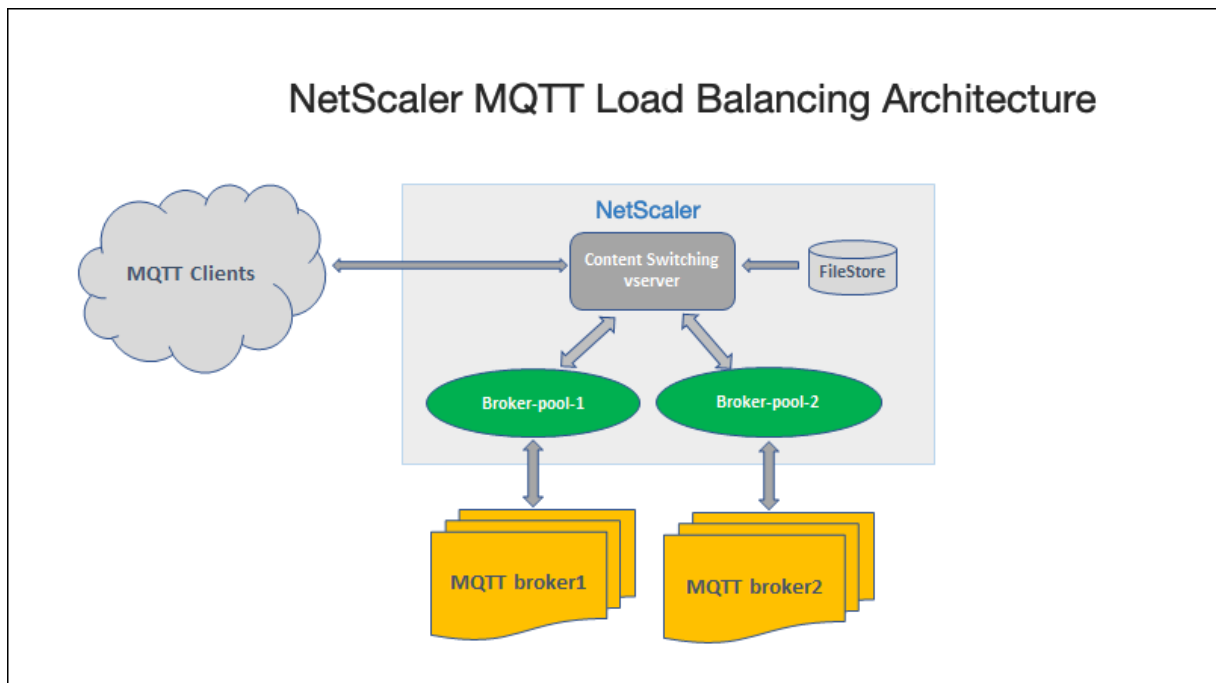 NetScaler MQTT Load Balancing Architecture
NetScaler
MQTT Clients
Content Switching
vserver
FileStore
Broker-pool-1
Broker-pool-2
MQTT broker1
MQTT broker2